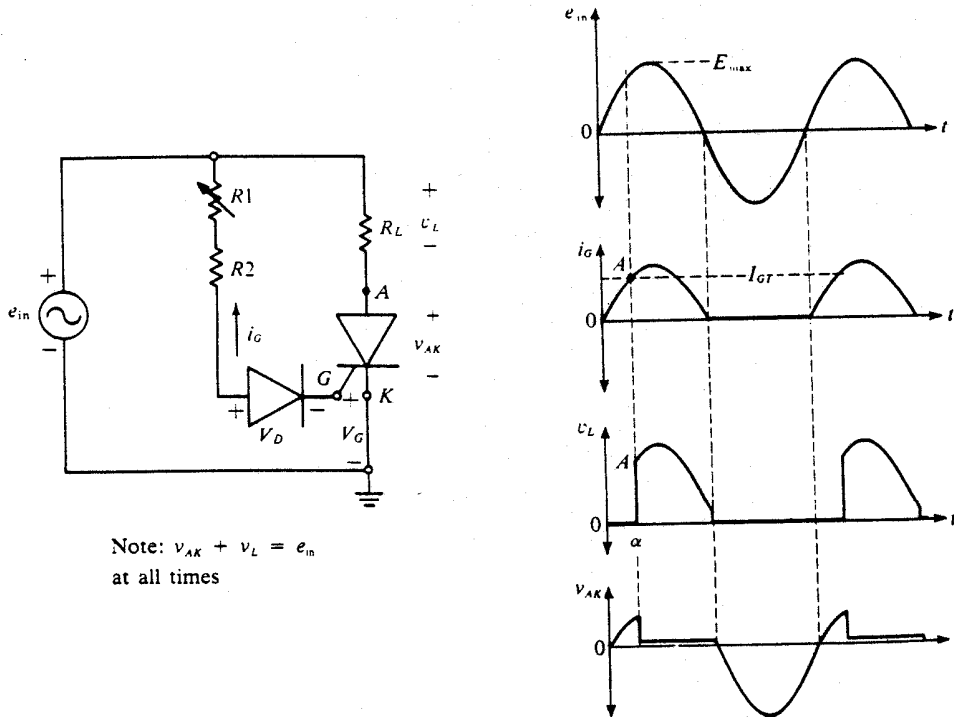 e_in
E_max
0
t
R1
R_L
+
v_L
−
R2
i_G
A
I_GT
0
t
+
e_in
−
i_G
A
+
v_AK
−
G
+
K
+
−
V_D
V_G
−
v_L
A
0
t
α
Note: v_AK + v_L = e_in
at all times
v_AK
0